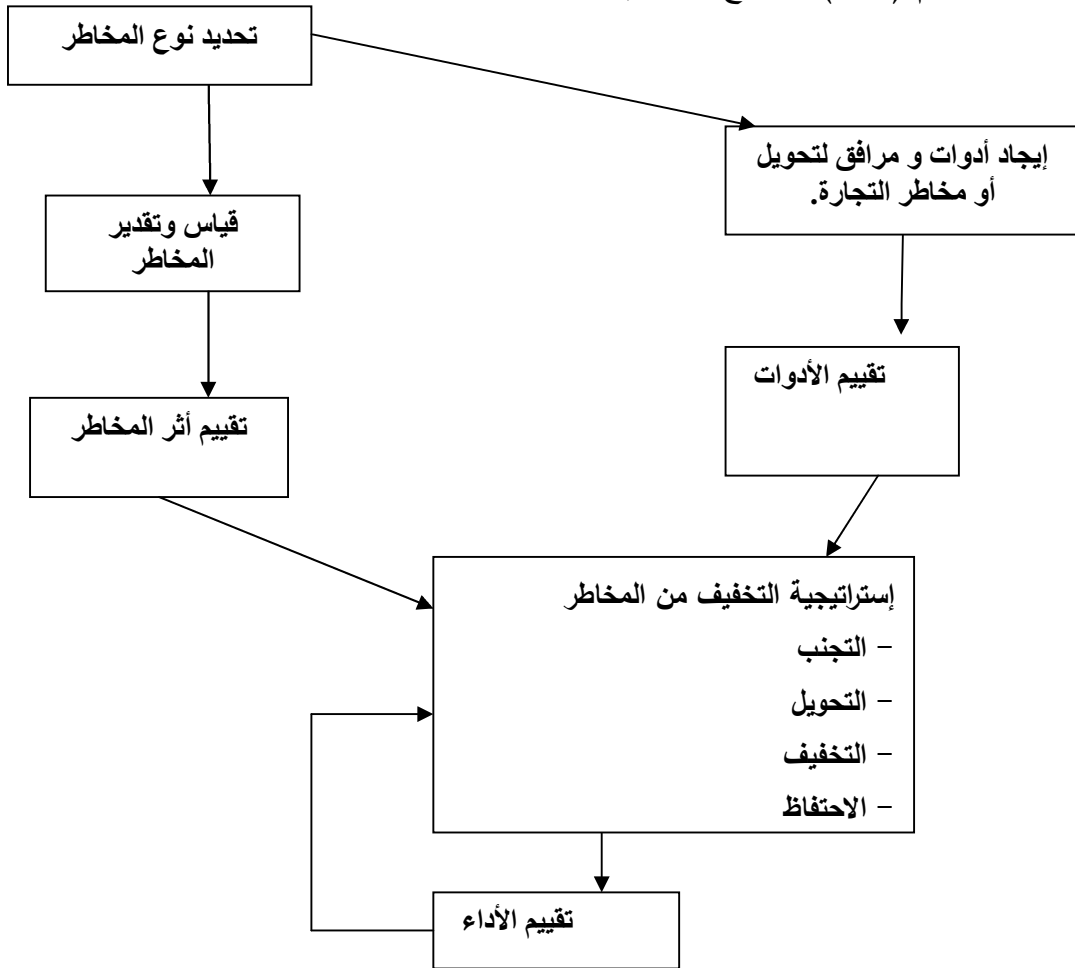 تحديد نوع المخاطر
إيجاد أدوات و مرافق لتحويل
أو مخاطر التجارة.
قياس وتقدير
المخاطر
تقييم الأدوات
تقييم أثر المخاطر
إستراتيجية التخفيف من المخاطر
– التجنب
– التحويل
– التخفيف
– الاحتفاظ
تقييم الأداء